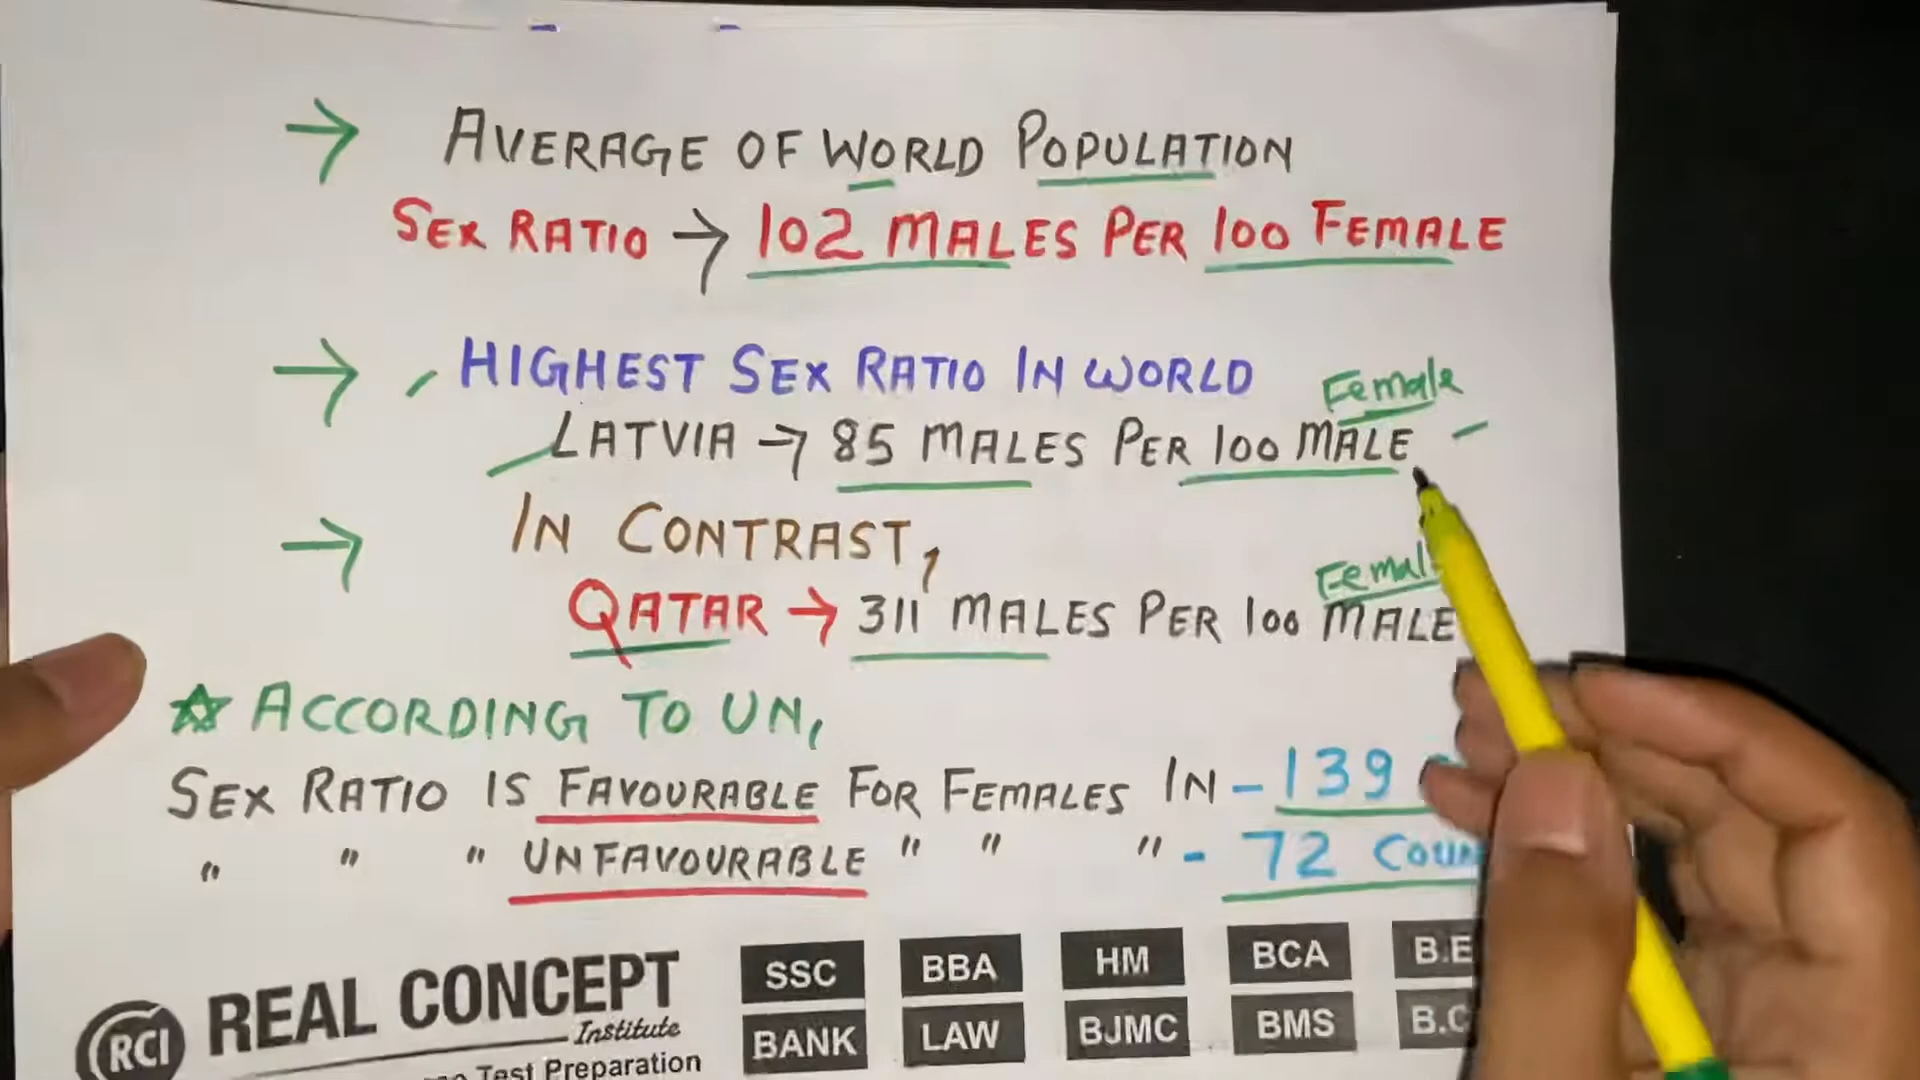 → AVERAGE OF WORLD POPULATION
SEX RATIO → 102 MALES PER 100 FEMALE
→ HIGHEST SEX RATIO IN WORLD
Female
LATVIA → 85 MALES PER 100 MALE
→ IN CONTRAST,
QATAR → 311 MALES PER 100 MALE
☆ ACCORDING TO UN,
SEX RATIO IS FAVOURABLE FOR FEMALES IN - 139
" " " UNFAVOURABLE " " " - 72
RCI REAL CONCEPT
Institute
Test Preparation
SSC BBA HM BCA
BANK LAW BJMC BMS